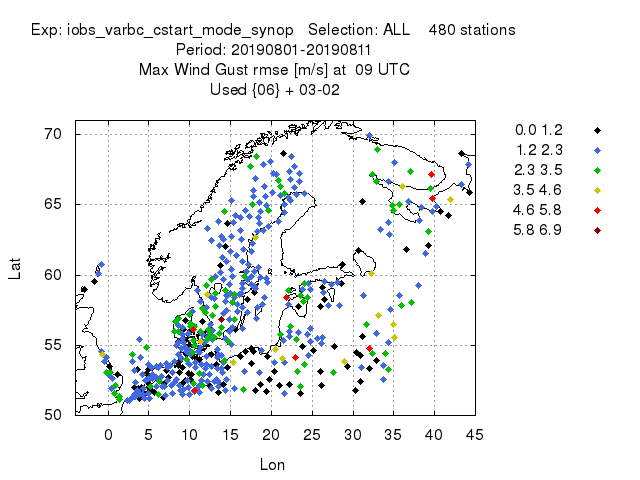 Exp: iobs_varbc_cstart_mode_synop   Selection: ALL    480 stations
Period: 20190801-20190811
Max Wind Gust rmse [m/s] at  09 UTC
Used {06} + 03-02
0.0 1.2
1.2 2.3
2.3 3.5
3.5 4.6
4.6 5.8
5.8 6.9
70
65
60
55
50
Lat
0 5 10 15 20 25 30 35 40 45
Lon